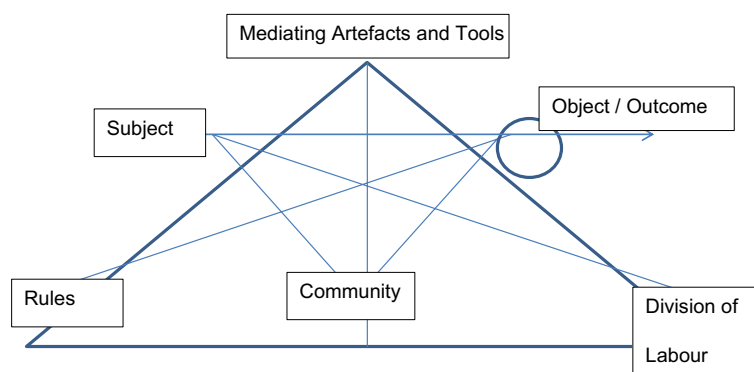 Mediating Artefacts and Tools
Object / Outcome
Subject
Rules
Community
Division of
Labour